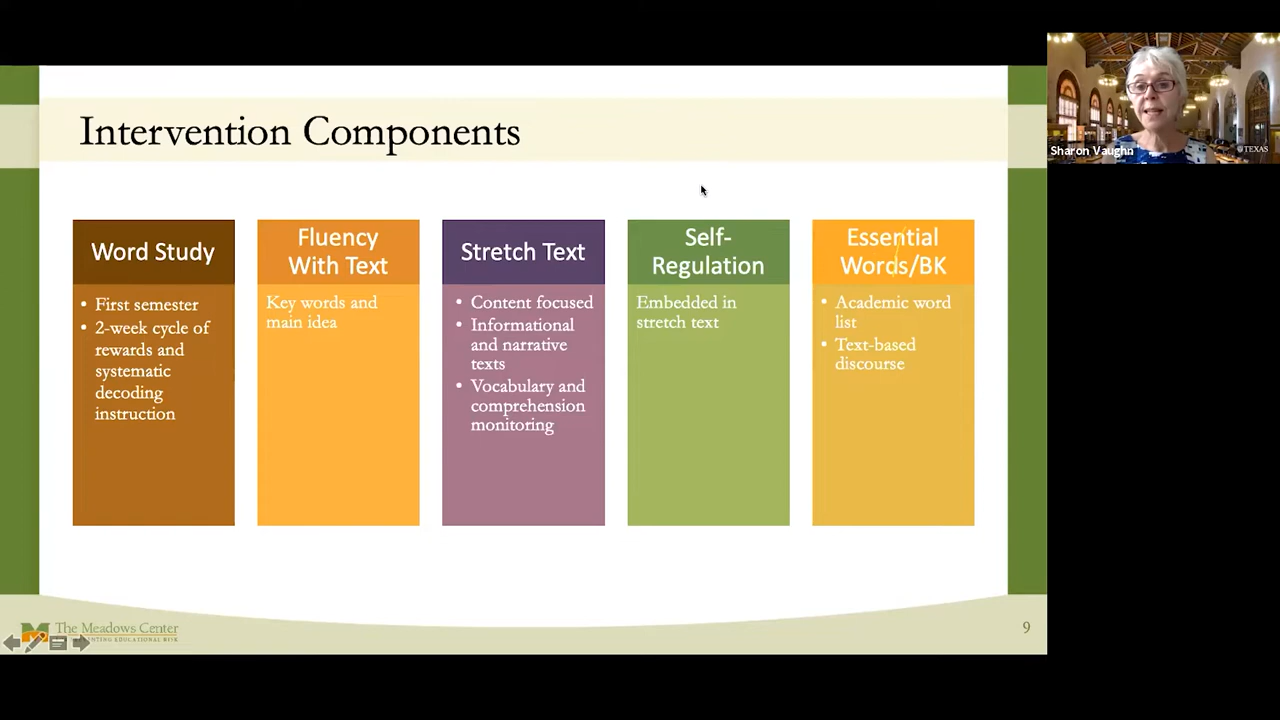 Intervention Components
Word Study
• First semester
• 2-week cycle of
rewards and
systematic
decoding
instruction
Fluency
With Text
Key words and
main idea
Stretch Text
• Content focused
• Informational
and narrative
texts
• Vocabulary and
comprehension
monitoring
Self-
Regulation
Embedded in
stretch text
Essential
Words/BK
• Academic word
list
• Text-based
discourse
Sharon Vaughn
TEXAS
The Meadows Center
EDUCATIONAL RISK
9